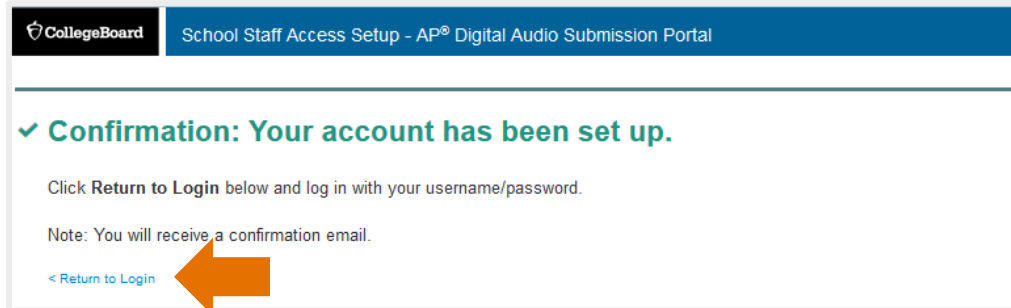 CollegeBoard
School Staff Access Setup - AP® Digital Audio Submission Portal
✓ Confirmation: Your account has been set up.
Click Return to Login below and log in with your username/password.
Note: You will receive a confirmation email.
< Return to Login